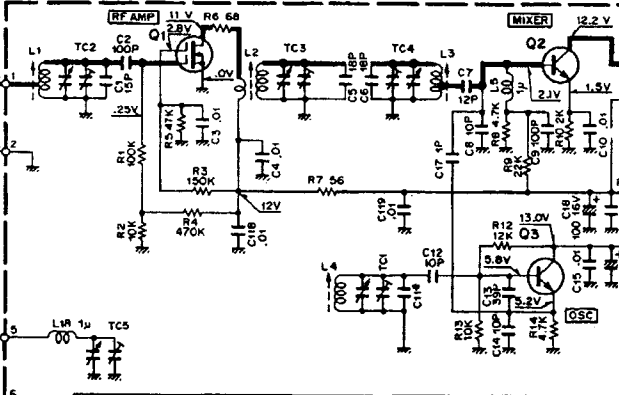 RF AMP
11 V
R6 68
MIXER
12.2 V
Q1
2.8V
Q2
L1
TC2
C2
100P
L2
TC3
18P
18P
TC4
L3
.0V
C7
12P
L5
1μ
2.1V
1.5V
1
C1
15P
C5
C6
.25V
R5 47K
C3 .01
C8 10P
R8 4.7K
C9 100P
R10 2K
C10 .01
2
R1
100K
C4 .01
C17 1P
R9
22K
R3
150K
R7 56
12V
R2
10K
R4
470K
C118
.01
C119
.01
C18
100 16V
+
13.0V
R12
12K
Q3
L4
TC1
C12
10P
5.8V
C11*
C13
39P
5.2V
C15 .01
OSC
5
L18 1μ
TC5
R13
10K
C14 10P
R14
4.7K
6